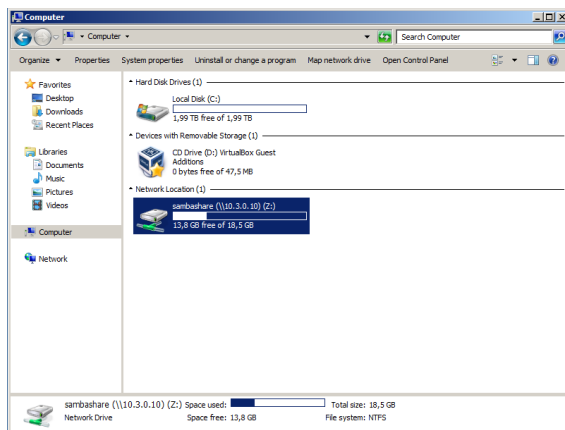 Computer
Computer
Search Computer
Organize
Properties
System properties
Uninstall or change a program
Map network drive
Open Control Panel
Favorites
Desktop
Downloads
Recent Places
Libraries
Documents
Music
Pictures
Videos
Computer
Network
Hard Disk Drives (1)
Local Disk (C:)
1,99 TB free of 1,99 TB
Devices with Removable Storage (1)
CD Drive (D:) VirtualBox Guest
Additions
0 bytes free of 47,5 MB
Network Location (1)
sambashare (\\10.3.0.10) (Z:)
13,8 GB free of 18,5 GB
sambashare (\\10.3.0.10) (Z:) Space used: Total size: 18,5 GB
Network Drive Space free: 13,8 GB File system: NTFS